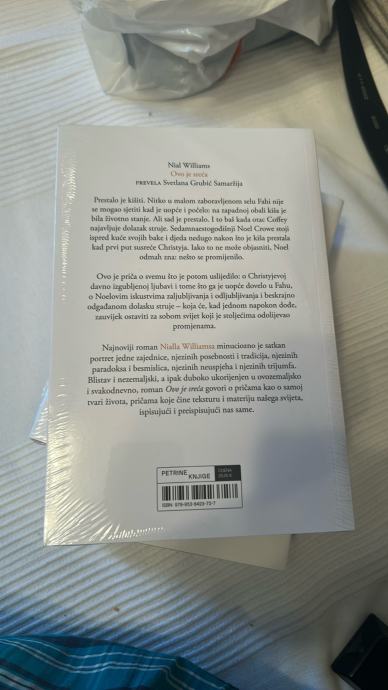 Nial Williams
Ovo je sreća
PREVELA Svetlana Grubić Samaržija
Prestalo je kišiti. Nitko u malom zaboravljenom selu Fahi nije
se mogao sjetiti kad je uopće i počelo: na zapadnoj obali kiša je
bila životno stanje. Ali sad je prestalo. I to baš kada otac Coffey
najavljuje dolazak struje. Sedamnaestogodišnji Noel Crowe stoji
ispred kuće svojih bake i djeda nedugo nakon što je kiša prestala
kad prvi put susreće Christyja. Iako to ne može objasniti, Noel
odmah zna: nešto se promijenilo.
Ovo je priča o svemu što je potom uslijedilo: o Christyjevoj
davno izgubljenoj ljubavi i tome što ga je uopće dovelo u Fahu,
o Noelovim iskustvima zaljubljivanja i odljubljivanja i beskrajno
odgađanom dolasku struje – koja će, kad jednom napokon dođe,
zauvijek ostaviti za sobom svijet koji je stoljećima odolijevao
promjenama.
Najnoviji roman Nialla Williamsa minuciozno je satkan
portret jedne zajednice, njezinih posebnosti i tradicija, njezinih
paradoksa i besmislica, njezinih neuspjeha i njezinih trijumfa.
Blistav i nezemaljski, a ipak duboko ukorijenjen u ovozemaljsko
i svakodnevno, roman Ovo je sreća govori o pričama kao o samoj
tvari života, pričama koje čine teksturu i materiju našega svijeta,
ispisujući i preispisujući nas same.
PETRINE
KNJIGE
CIJENA